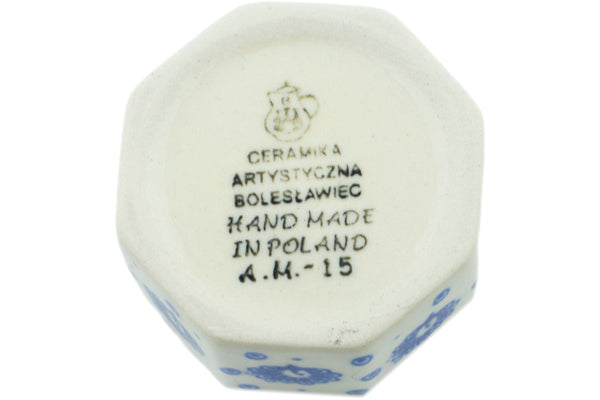 CERAMIKA
ARTYSTYCZNA
BOLESŁAWIEC
HAND MADE
IN POLAND
A.M.-15